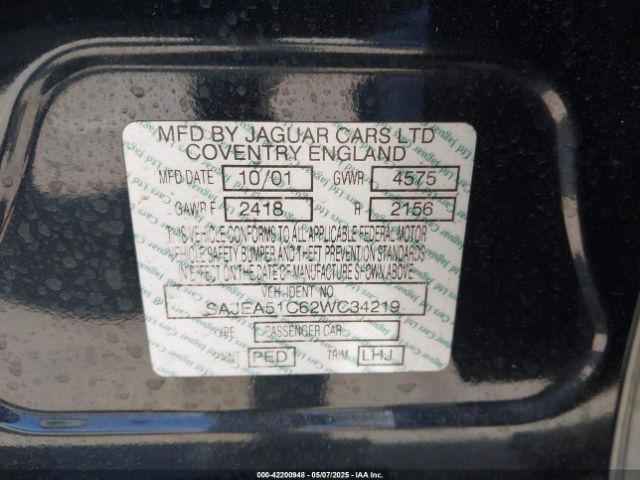 MFD BY JAGUAR CARS LTD
COVENTRY ENGLAND
MFD DATE 10/01 GVWR 4575
GAWR F 2418 R 2156
THIS VEHICLE CONFORMS TO ALL APPLICABLE FEDERAL MOTOR
VEHICLE SAFETY BUMPER AND THEFT PREVENTION STANDARDS
IN EFFECT ON THE DATE OF MANUFACTURE SHOWN ABOVE
VEH. IDENT NO
SAJEA51C62WC34219
TYPE PASSENGER CAR
PAINT PED TRIM LHJ
000-42200948 - 05/07/2025 - IAA Inc.